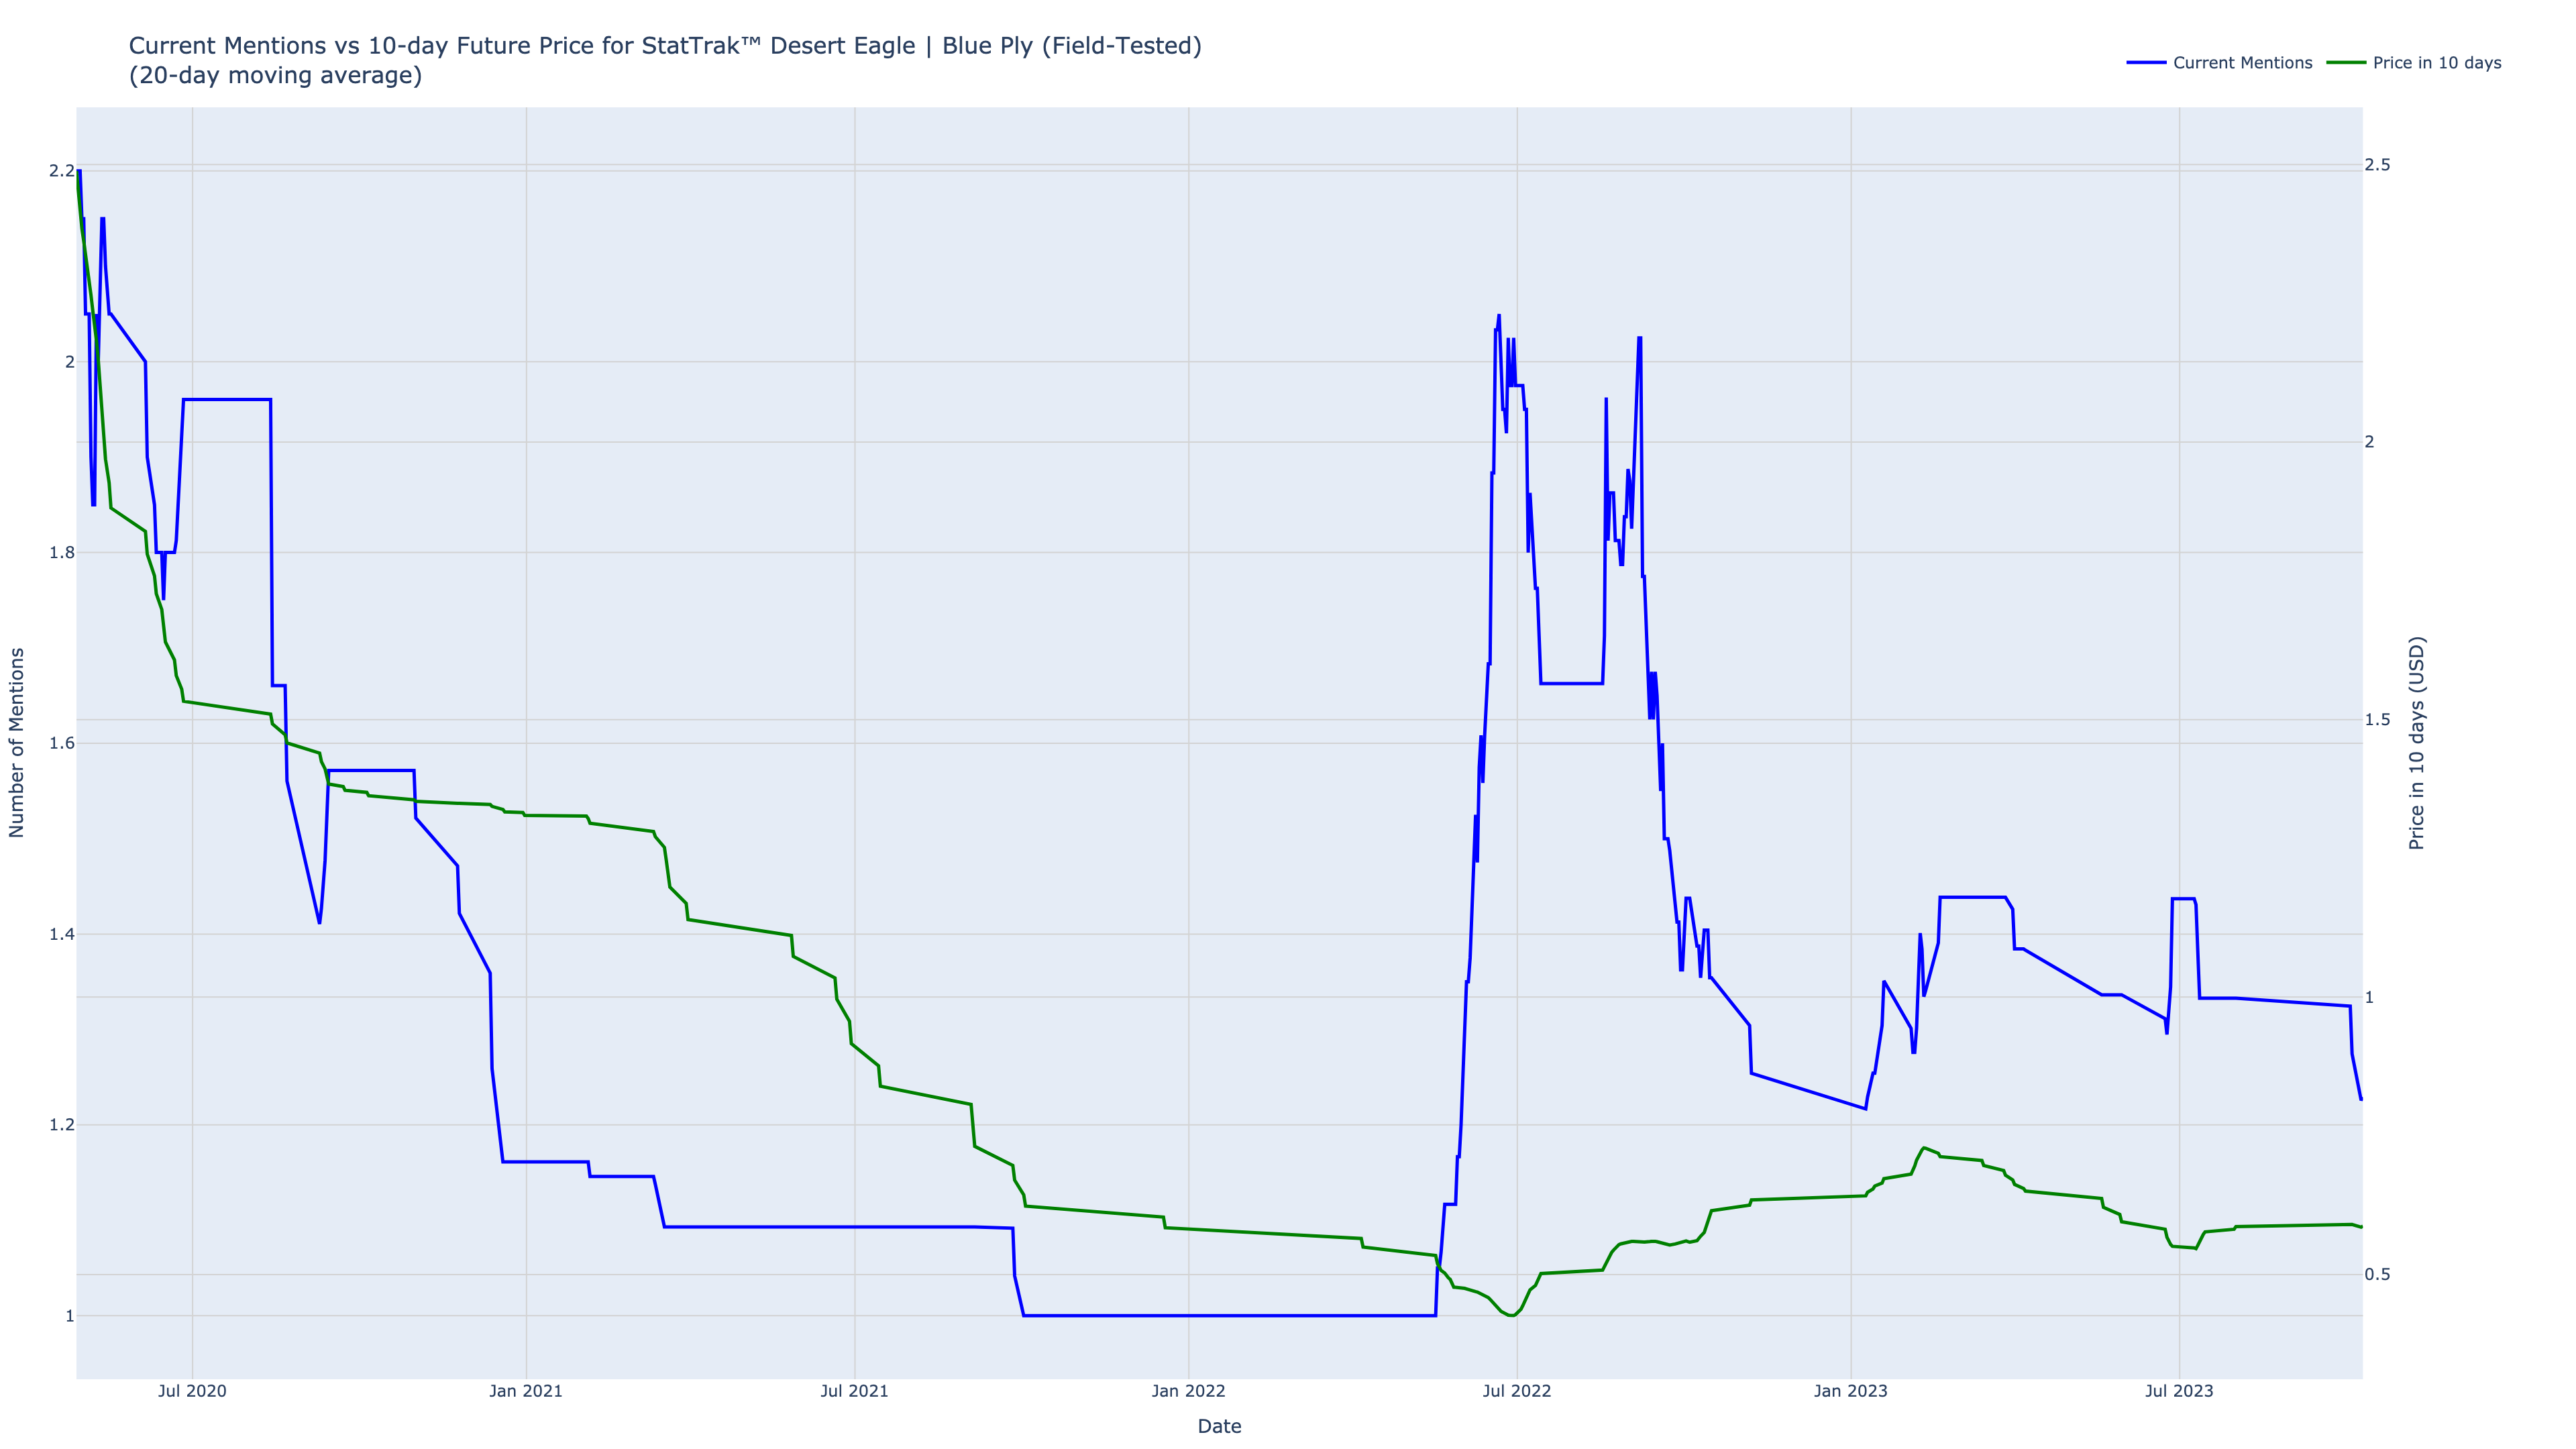 Current Mentions vs 10-day Future Price for StatTrak™ Desert Eagle | Blue Ply (Field-Tested)
(20-day moving average)
Current Mentions
Price in 10 days
2.2
2
1.8
1.6
1.4
1.2
1
Number of Mentions
2.5
2
1.5
1
0.5
Price in 10 days (USD)
Jul 2020
Jan 2021
Jul 2021
Jan 2022
Jul 2022
Jan 2023
Jul 2023
Date